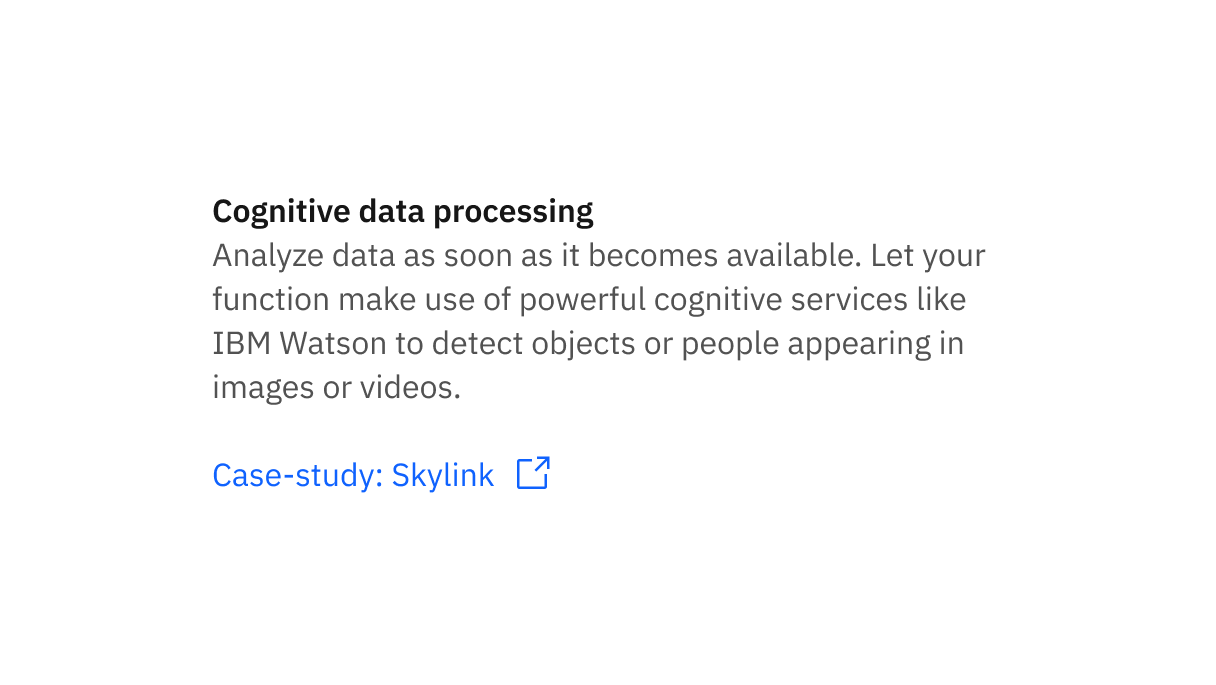 Cognitive data processing
Analyze data as soon as it becomes available. Let your
function make use of powerful cognitive services like
IBM Watson to detect objects or people appearing in
images or videos.
Case-study: Skylink